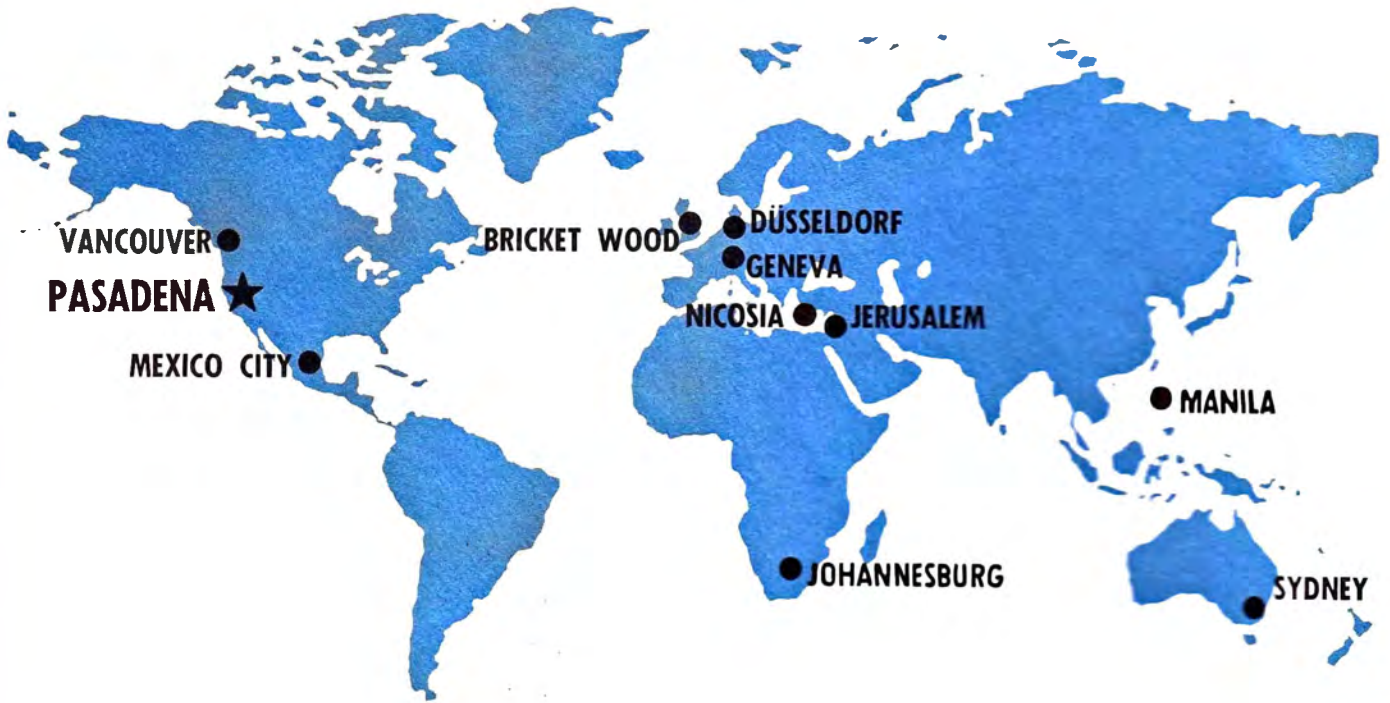 VANCOUVER
PASADENA
MEXICO CITY
BRICKET WOOD
DÜSSELDORF
GENEVA
NICOSIA
JERUSALEM
MANILA
JOHANNESBURG
SYDNEY